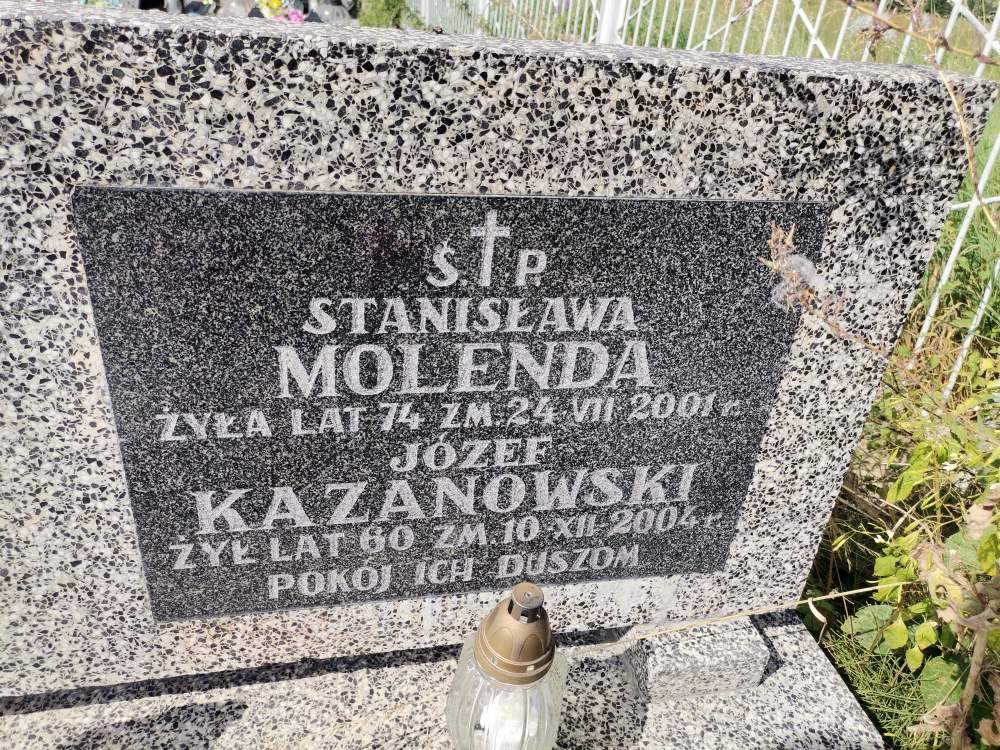 Ś. P.
STANISŁAWA
MOLENDA
ŻYŁA LAT 74 ZM. 24 VII 2001 r.
JÓZEF
KAZANOWSKI
ŻYŁ LAT 60 ZM. 10 XII 2004 r.
POKÓJ ICH DUSZOM